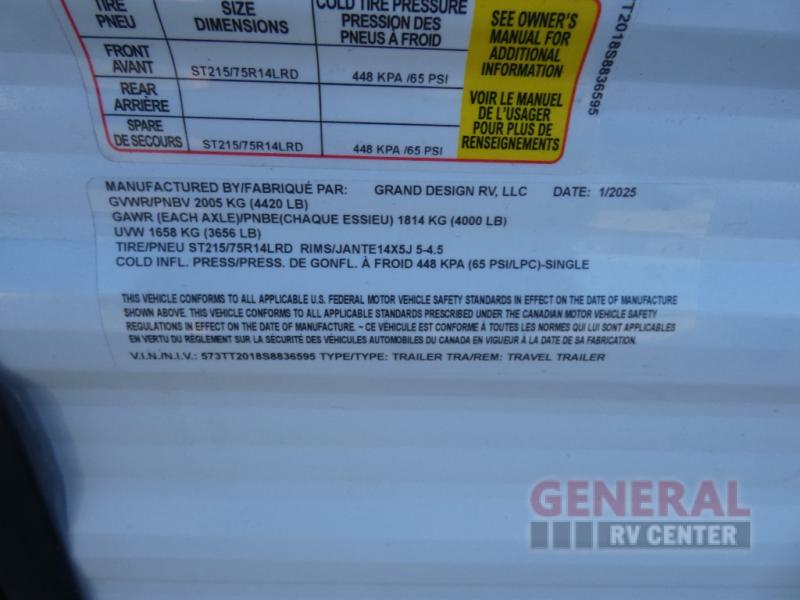 TIRE
PNEU
SIZE
DIMENSIONS
COLD TIRE PRESSURE
PRESSION DES
PNEUS À FROID
SEE OWNER'S
MANUAL FOR
ADDITIONAL
INFORMATION
FRONT
AVANT
ST215/75R14LRD
448 KPA /65 PSI
REAR
ARRIÈRE
VOIR LE MANUEL
DE L'USAGER
POUR PLUS DE
RENSEIGNEMENTS
SPARE
DE SECOURS
ST215/75R14LRD
448 KPA /65 PSI
TT2018S8836595
MANUFACTURED BY/FABRIQUÉ PAR: GRAND DESIGN RV, LLC DATE: 1/2025
GVWR/PNBV 2005 KG (4420 LB)
GAWR (EACH AXLE)/PNBE(CHAQUE ESSIEU) 1814 KG (4000 LB)
UVW 1658 KG (3656 LB)
TIRE/PNEU ST215/75R14LRD RIMS/JANTE14X5J 5-4.5
COLD INFL. PRESS/PRESS. DE GONFL. À FROID 448 KPA (65 PSI/LPC)-SINGLE
THIS VEHICLE CONFORMS TO ALL APPLICABLE U.S. FEDERAL MOTOR VEHICLE SAFETY STANDARDS IN EFFECT ON THE DATE OF MANUFACTURE
SHOWN ABOVE. THIS VEHICLE CONFORMS TO ALL APPLICABLE STANDARDS PRESCRIBED UNDER THE CANADIAN MOTOR VEHICLE SAFETY
REGULATIONS IN EFFECT ON THE DATE OF MANUFACTURE. ~ CE VÉHICULE EST CONFORME À TOUTES LES NORMES QUI LUI SONT APPLICABLES
EN VERTU DU RÉGLEMENT SUR LA SÉCURITÉ DES VÉHICULES AUTOMOBILES DU CANADA EN VIGUEUR À LA DATE DE SA FABRICATION.
V.I.N./N.I.V.: 573TT2018S8836595 TYPE/TYPE: TRAILER TRA/REM: TRAVEL TRAILER
GENERAL
RV CENTER